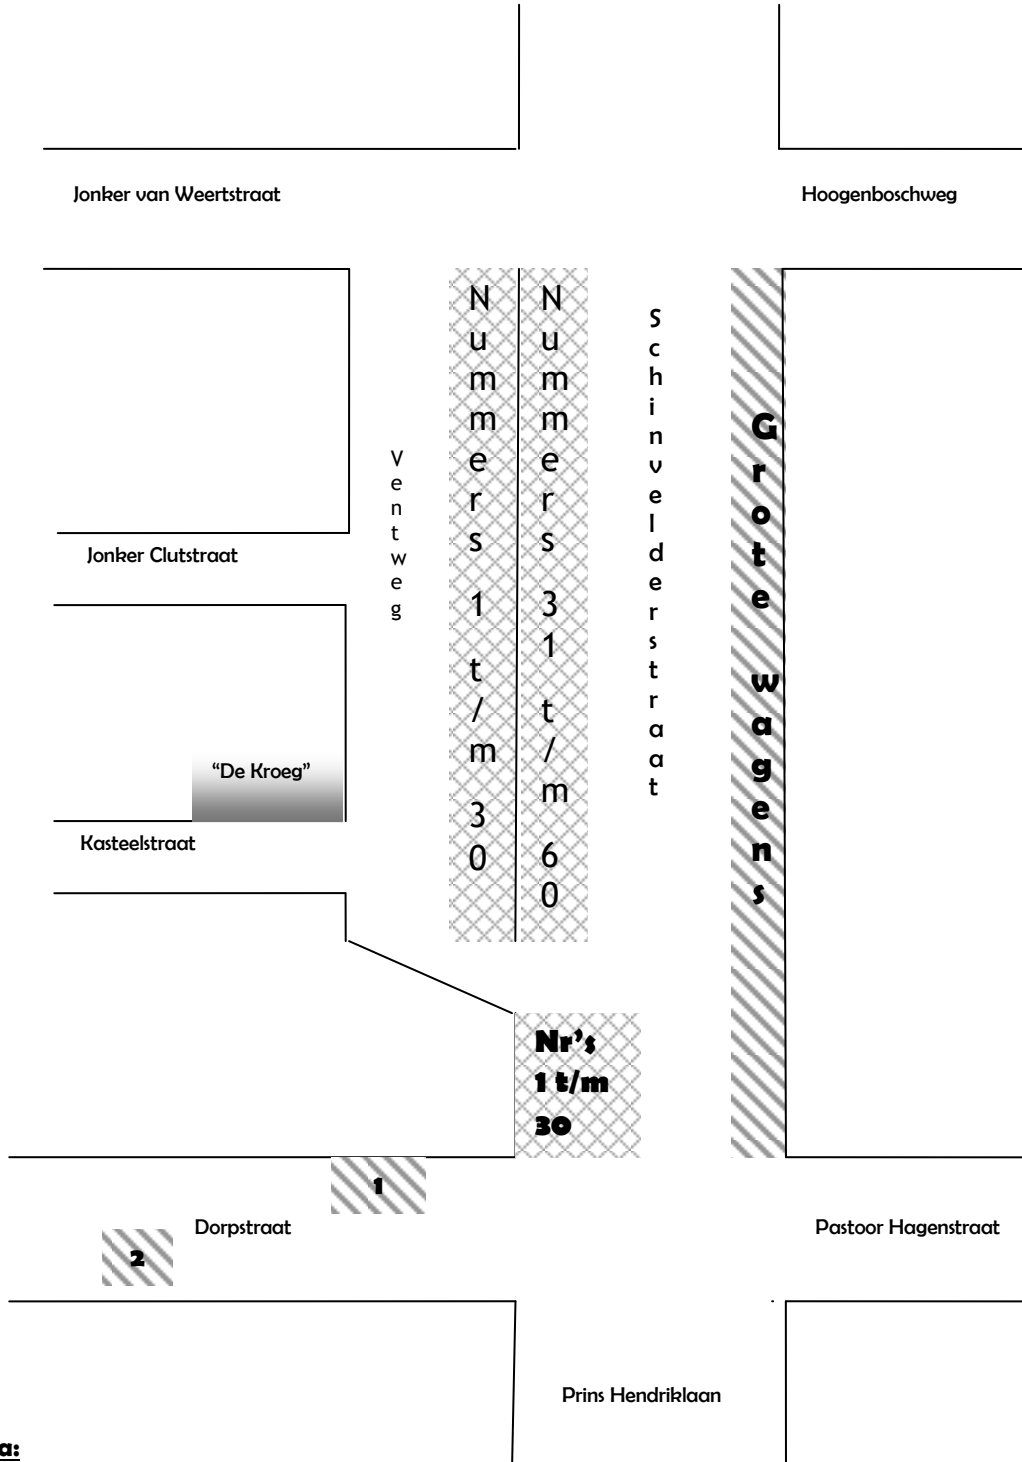 Jonker van Weertstraat
Hoogenboschweg
Nummers 1 t/m 30
Nummers 31 t/m 60
Schinvelderstraat
Grote wagens
Ventweg
Jonker Clutstraat
“De Kroeg”
Kasteelstraat
Nr’s
1 t/m
30
1
Dorpstraat
Pastoor Hagenstraat
2
Prins Hendriklaan
a: